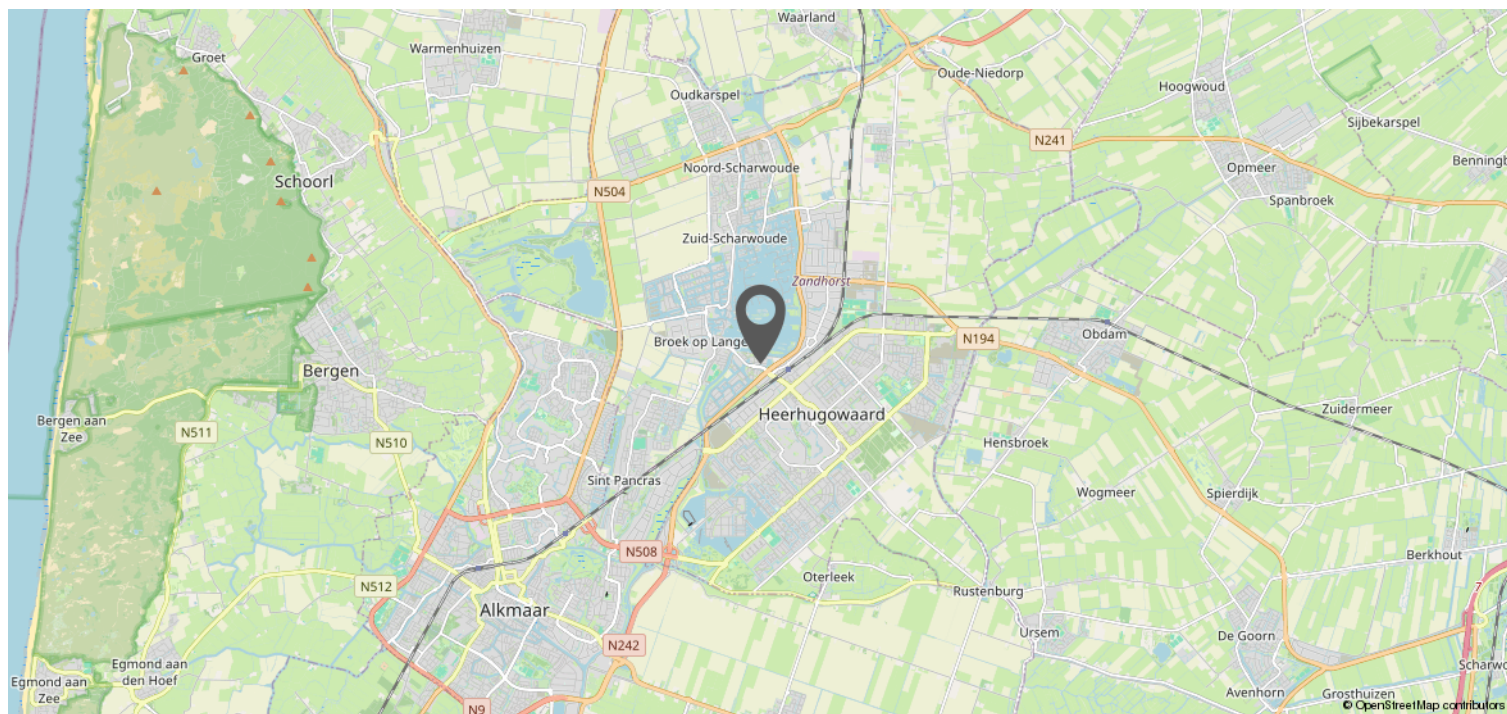 Waarland
Groet
Warmenhuizen
Oude-Niedorp
Hoogwoud
Oudkarspel
Sijbekarspel
N241
Benningb
Noord-Scharwoude
Opmeer
Schoorl
N504
Spanbroek
Zuid-Scharwoude
Zandhorst
Obdam
N194
Broek op Lange
Bergen
Zuidermeer
Bergen aan
Zee
N511
Heerhugowaard
N510
Hensbroek
Sint Pancras
Wogmeer
Spierdijk
N508
Berkhout
Oterleek
N512
7
Rustenburg
Alkmaar
Ursem
De Goorn
N242
Egmond aan
den Hoef
Scharwo
Egmond aan
Zee
Avenhorn
Grosthuizen
N9
© OpenStreetMap contributors